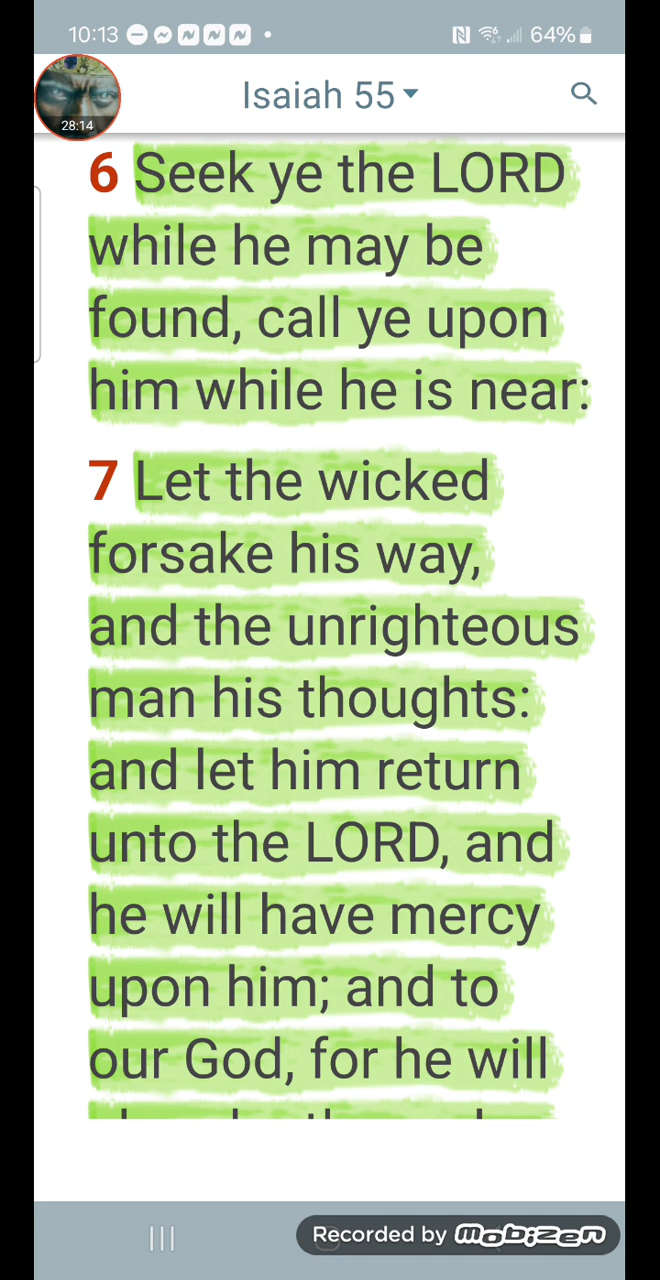 10:13
64%
28:14
Isaiah 55
6 Seek ye the LORD
while he may be
found, call ye upon
him while he is near:
7 Let the wicked
forsake his way,
and the unrighteous
man his thoughts:
and let him return
unto the LORD, and
he will have mercy
upon him; and to
our God, for he will
Recorded by mobizen